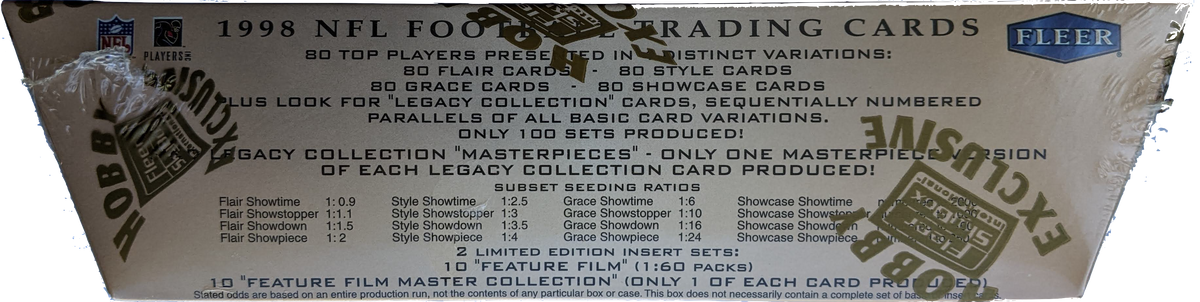 1998 NFL TRADING CARDS
NFL
PLAYERS
FLEER
80 TOP PLAYERS PRESENTED IN DISTINCT VARIATIONS:
80 FLAIR CARDS - 80 STYLE CARDS
80 GRACE CARDS - 80 SHOWCASE CARDS
LOOK FOR "LEGACY COLLECTION" CARDS, SEQUENTIALLY NUMBERED
PARALLELS OF ALL BASIC CARD VARIATIONS.
ONLY 100 SETS PRODUCED!
LEGACY COLLECTION "MASTERPIECES" - ONLY ONE MASTERPIECE VERSION
OF EACH LEGACY COLLECTION CARD PRODUCED!
SUBSET SEEDING RATIOS
Flair Showtime 1: 0.9 Style Showtime 1:2.5 Grace Showtime 1:6 Showcase Showtime
Flair Showstopper 1:1.1 Style Showstopper 1:3 Grace Showstopper 1:10 Showcase Showstopper
Flair Showdown 1:1.5 Style Showdown 1:3.5 Grace Showdown 1:16 Showcase Showdown
Flair Showpiece 1: 2 Style Showpiece 1:4 Grace Showpiece 1:24 Showcase Showpiece
2 LIMITED EDITION INSERT SETS:
10 "FEATURE FILM" (1:60 PACKS)
10 "FEATURE FILM MASTER COLLECTION" (ONLY 1 OF EACH CARD PRODUCED)
Stated odds are based on an entire production run, not the contents of any particular box or case. This box does not necessarily contain a complete set of
HOBBY EXCLUSIVE
HOBBY EXCLUSIVE